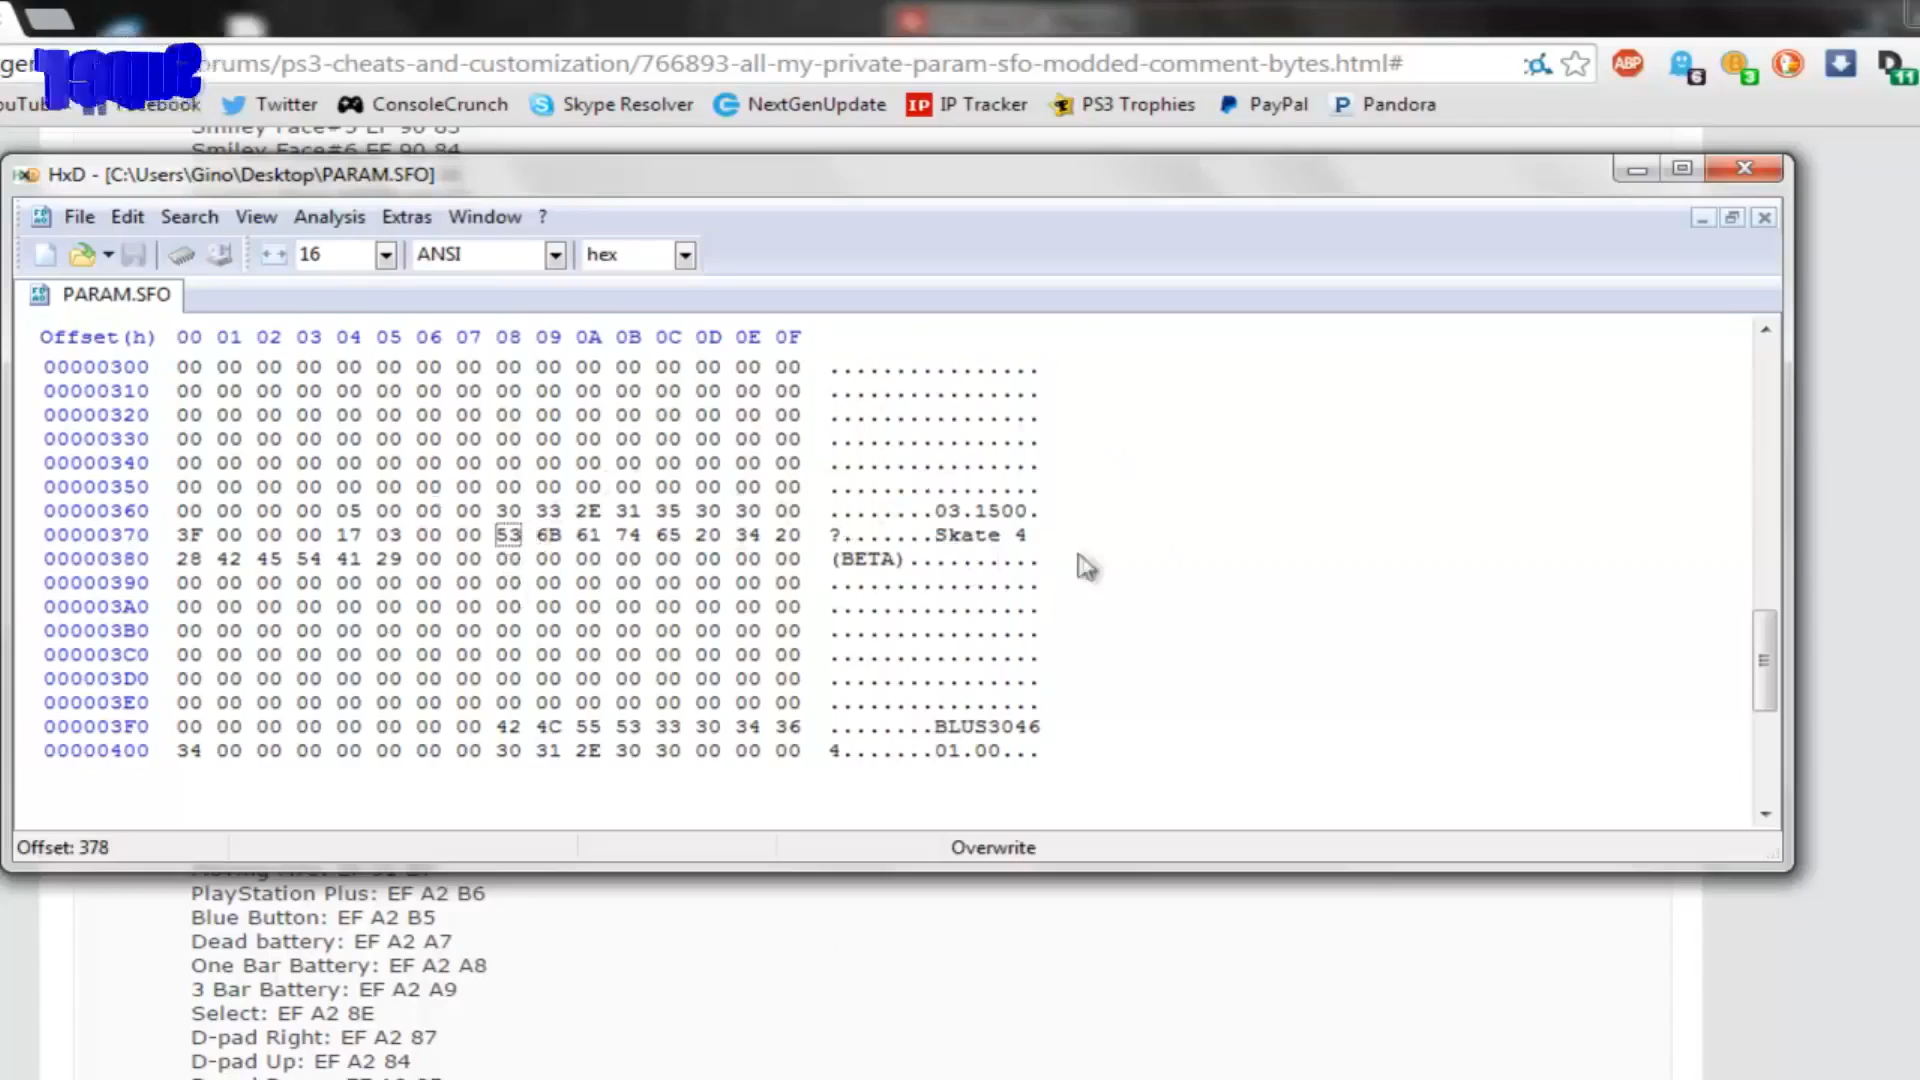 orums/ps3-cheats-and-customization/766893-all-my-private-param-sfo-modded-comment-bytes.html#
ABP 6 3 11
Facebook Twitter ConsoleCrunch Skype Resolver NextGenUpdate IP IP Tracker PS3 Trophies PayPal Pandora
Smiley Face#5 EF 90 83
Smiley Face#6 EF 90 84
HxD - [C:\Users\Gino\Desktop\PARAM.SFO]
File Edit Search View Analysis Extras Window ?
16 ANSI hex
PARAM.SFO
Offset(h) 00 01 02 03 04 05 06 07 08 09 0A 0B 0C 0D 0E 0F
00000300 00 00 00 00 00 00 00 00 00 00 00 00 00 00 00 00 ................
00000310 00 00 00 00 00 00 00 00 00 00 00 00 00 00 00 00 ................
00000320 00 00 00 00 00 00 00 00 00 00 00 00 00 00 00 00 ................
00000330 00 00 00 00 00 00 00 00 00 00 00 00 00 00 00 00 ................
00000340 00 00 00 00 00 00 00 00 00 00 00 00 00 00 00 00 ................
00000350 00 00 00 00 00 00 00 00 00 00 00 00 00 00 00 00 ................
00000360 00 00 00 00 05 00 00 00 30 33 2E 31 35 30 30 00 ........03.1500.
00000370 3F 00 00 00 17 03 00 00 53 6B 61 74 65 20 34 20 ?.......Skate 4
00000380 28 42 45 54 41 29 00 00 00 00 00 00 00 00 00 00 (BETA)..........
00000390 00 00 00 00 00 00 00 00 00 00 00 00 00 00 00 00 ................
000003A0 00 00 00 00 00 00 00 00 00 00 00 00 00 00 00 00 ................
000003B0 00 00 00 00 00 00 00 00 00 00 00 00 00 00 00 00 ................
000003C0 00 00 00 00 00 00 00 00 00 00 00 00 00 00 00 00 ................
000003D0 00 00 00 00 00 00 00 00 00 00 00 00 00 00 00 00 ................
000003E0 00 00 00 00 00 00 00 00 00 00 00 00 00 00 00 00 ................
000003F0 00 00 00 00 00 00 00 00 42 4C 55 53 33 30 34 36 ........BLUS3046
00000400 34 00 00 00 00 00 00 00 30 31 2E 30 30 00 00 00 4.......01.00...
Offset: 378 Overwrite
PlayStation Plus: EF A2 B6
Blue Button: EF A2 B5
Dead battery: EF A2 A7
One Bar Battery: EF A2 A8
3 Bar Battery: EF A2 A9
Select: EF A2 8E
D-pad Right: EF A2 87
D-pad Up: EF A2 84